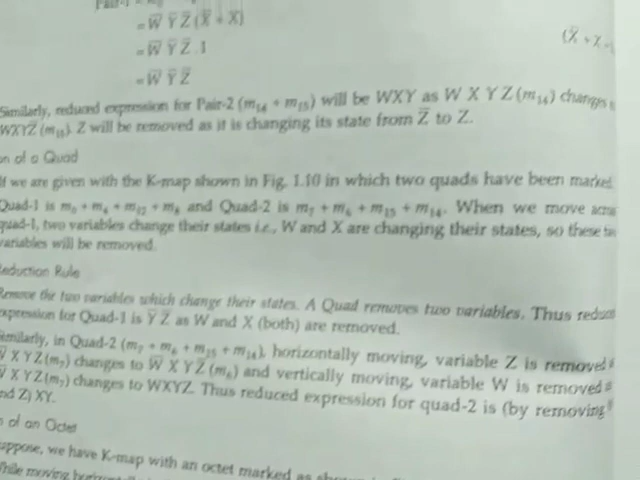 = W̅ Y̅ Z̅ (X̅ + X)
(X̅ + X =
= W̅ Y̅ Z̅ . 1
= W̅ Y̅ Z̅
Similarly, reduced expression for Pair-2 (m₁₄ + m₁₅) will be WXY as W X Y Z (m₁₄) changes
WXYZ̅ (m₁₅). Z will be removed as it is changing its state from Z̅ to Z.
of a Quad
If we are given with the K-map shown in Fig. 1.10 in which two quads have been marked.
Quad-1 is m₀ + m₄ + m₁₂ + m₈ and Quad-2 is m₇ + m₆ + m₁₅ + m₁₄. When we move across
quad-1, two variables change their states i.e., W and X are changing their states, so these
variables will be removed.
Reduction Rule
Remove the two variables which change their states. A Quad removes two variables. Thus
expression for Quad-1 is Y̅ Z̅ as W and X (both) are removed.
Similarly, in Quad-2 (m₇ + m₆ + m₁₅ + m₁₄), horizontally moving, variable Z is removed
W̅ X Y Z (m₇) changes to W̅ X Y Z̅ (m₆) and vertically moving, variable W is removed
W̅ X Y Z (m₇) changes to WXYZ. Thus reduced expression for quad-2 is (by removing
Z) XY.
of an Octet
Suppose, we have K-map with an octet marked as
While moving